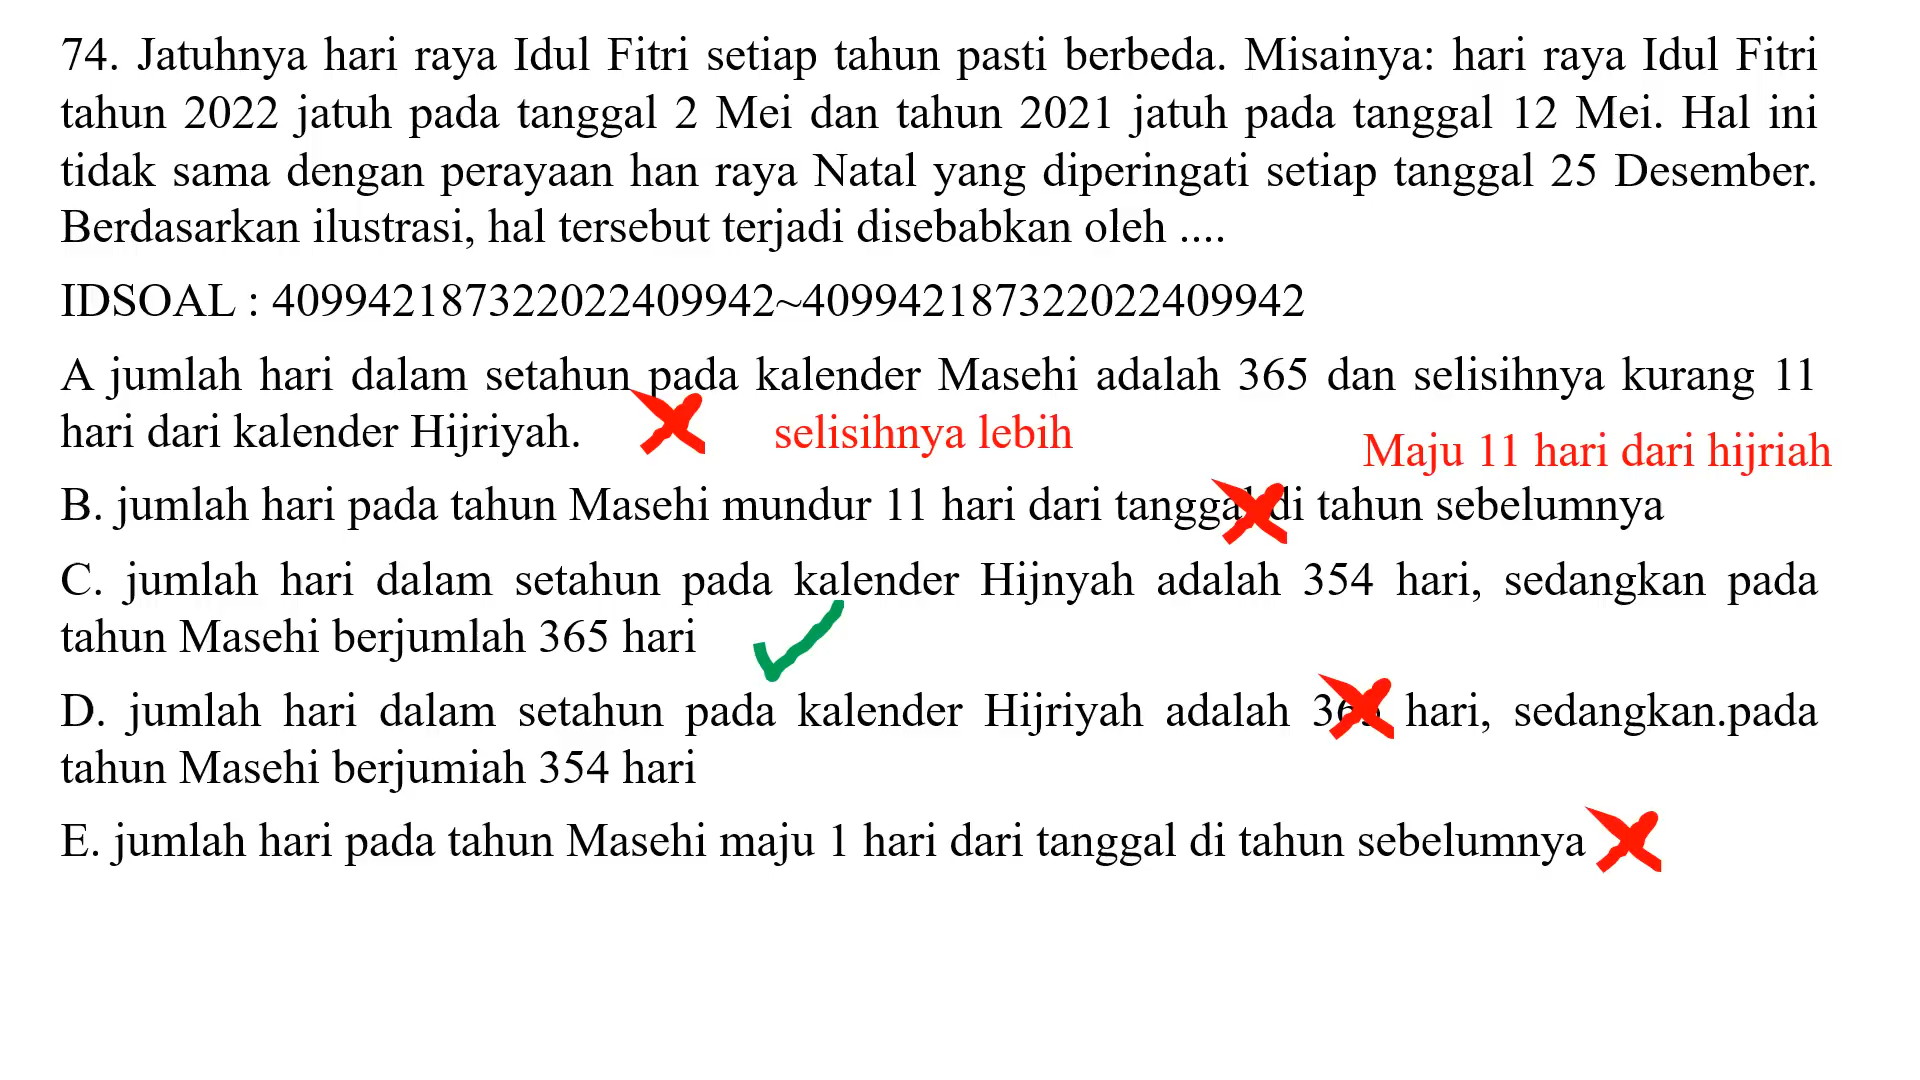 74. Jatuhnya hari raya Idul Fitri setiap tahun pasti berbeda. Misainya: hari raya Idul Fitri
tahun 2022 jatuh pada tanggal 2 Mei dan tahun 2021 jatuh pada tanggal 12 Mei. Hal ini
tidak sama dengan perayaan han raya Natal yang diperingati setiap tanggal 25 Desember.
Berdasarkan ilustrasi, hal tersebut terjadi disebabkan oleh ....
IDSOAL : 409942187322022409942~409942187322022409942
A jumlah hari dalam setahun pada kalender Masehi adalah 365 dan selisihnya kurang 11
hari dari kalender Hijriyah.
selisihnya lebih
Maju 11 hari dari hijriah
B. jumlah hari pada tahun Masehi mundur 11 hari dari tanggal di tahun sebelumnya
C. jumlah hari dalam setahun pada kalender Hijnyah adalah 354 hari, sedangkan pada
tahun Masehi berjumlah 365 hari
D. jumlah hari dalam setahun pada kalender Hijriyah adalah 365 hari, sedangkan.pada
tahun Masehi berjumiah 354 hari
E. jumlah hari pada tahun Masehi maju 1 hari dari tanggal di tahun sebelumnya